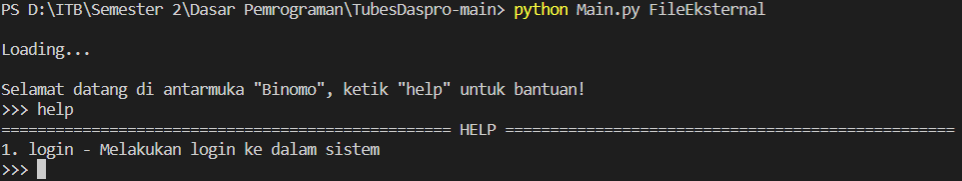 PS D:\ITB\Semester 2\Dasar Pemrograman\TubesDaspro-main> python Main.py FileEksternal
Loading...
Selamat datang di antarmuka "Binomo", ketik "help" untuk bantuan!
>>> help
================================================== HELP ==================================================
1. login - Melakukan login ke dalam sistem
>>>